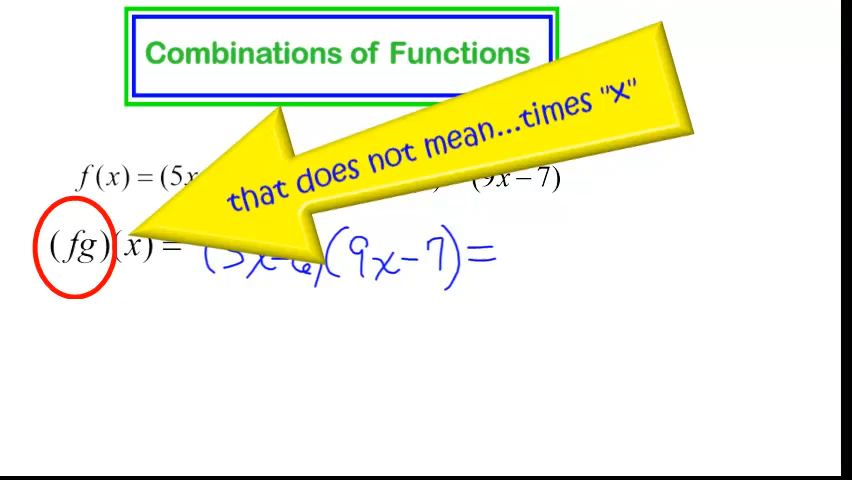 Combinations of Functions
that does not mean...times "x"
f(x) = (5x 9x − 7)
(fg)(x) = (9x − 7) =